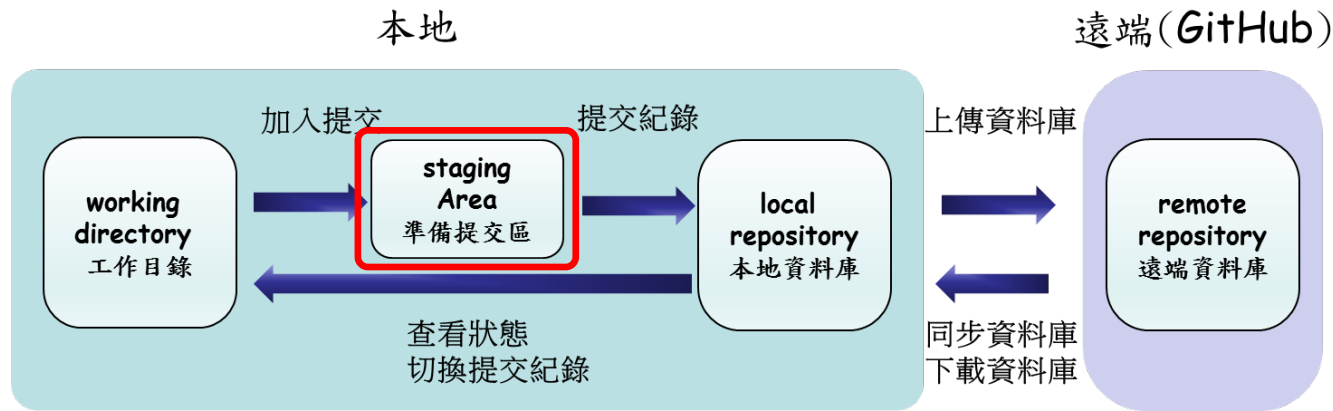 本地
遠端(GitHub)
加入提交
提交紀錄
上傳資料庫
working
directory
工作目錄
staging
Area
準備提交區
local
repository
本地資料庫
remote
repository
遠端資料庫
查看狀態
切換提交紀錄
同步資料庫
下載資料庫